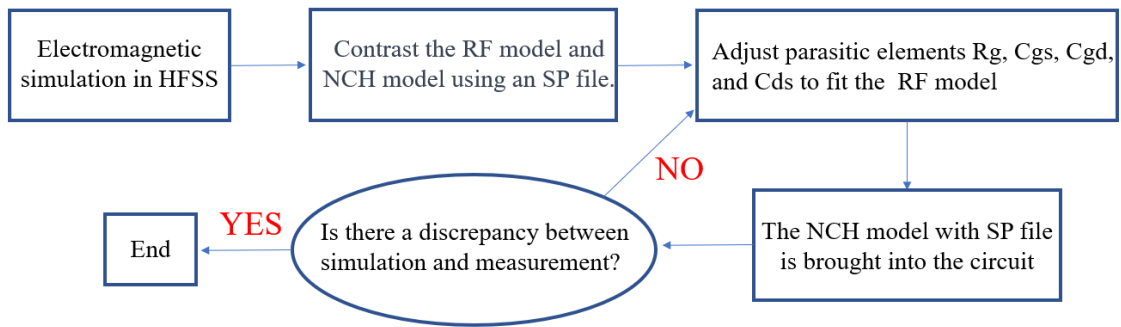 Electromagnetic
simulation in HFSS
Contrast the RF model and
NCH model using an SP file.
Adjust parasitic elements Rg, Cgs, Cgd,
and Cds to fit the RF model
NO
The NCH model with SP file
is brought into the circuit
Is there a discrepancy between
simulation and measurement?
YES
End